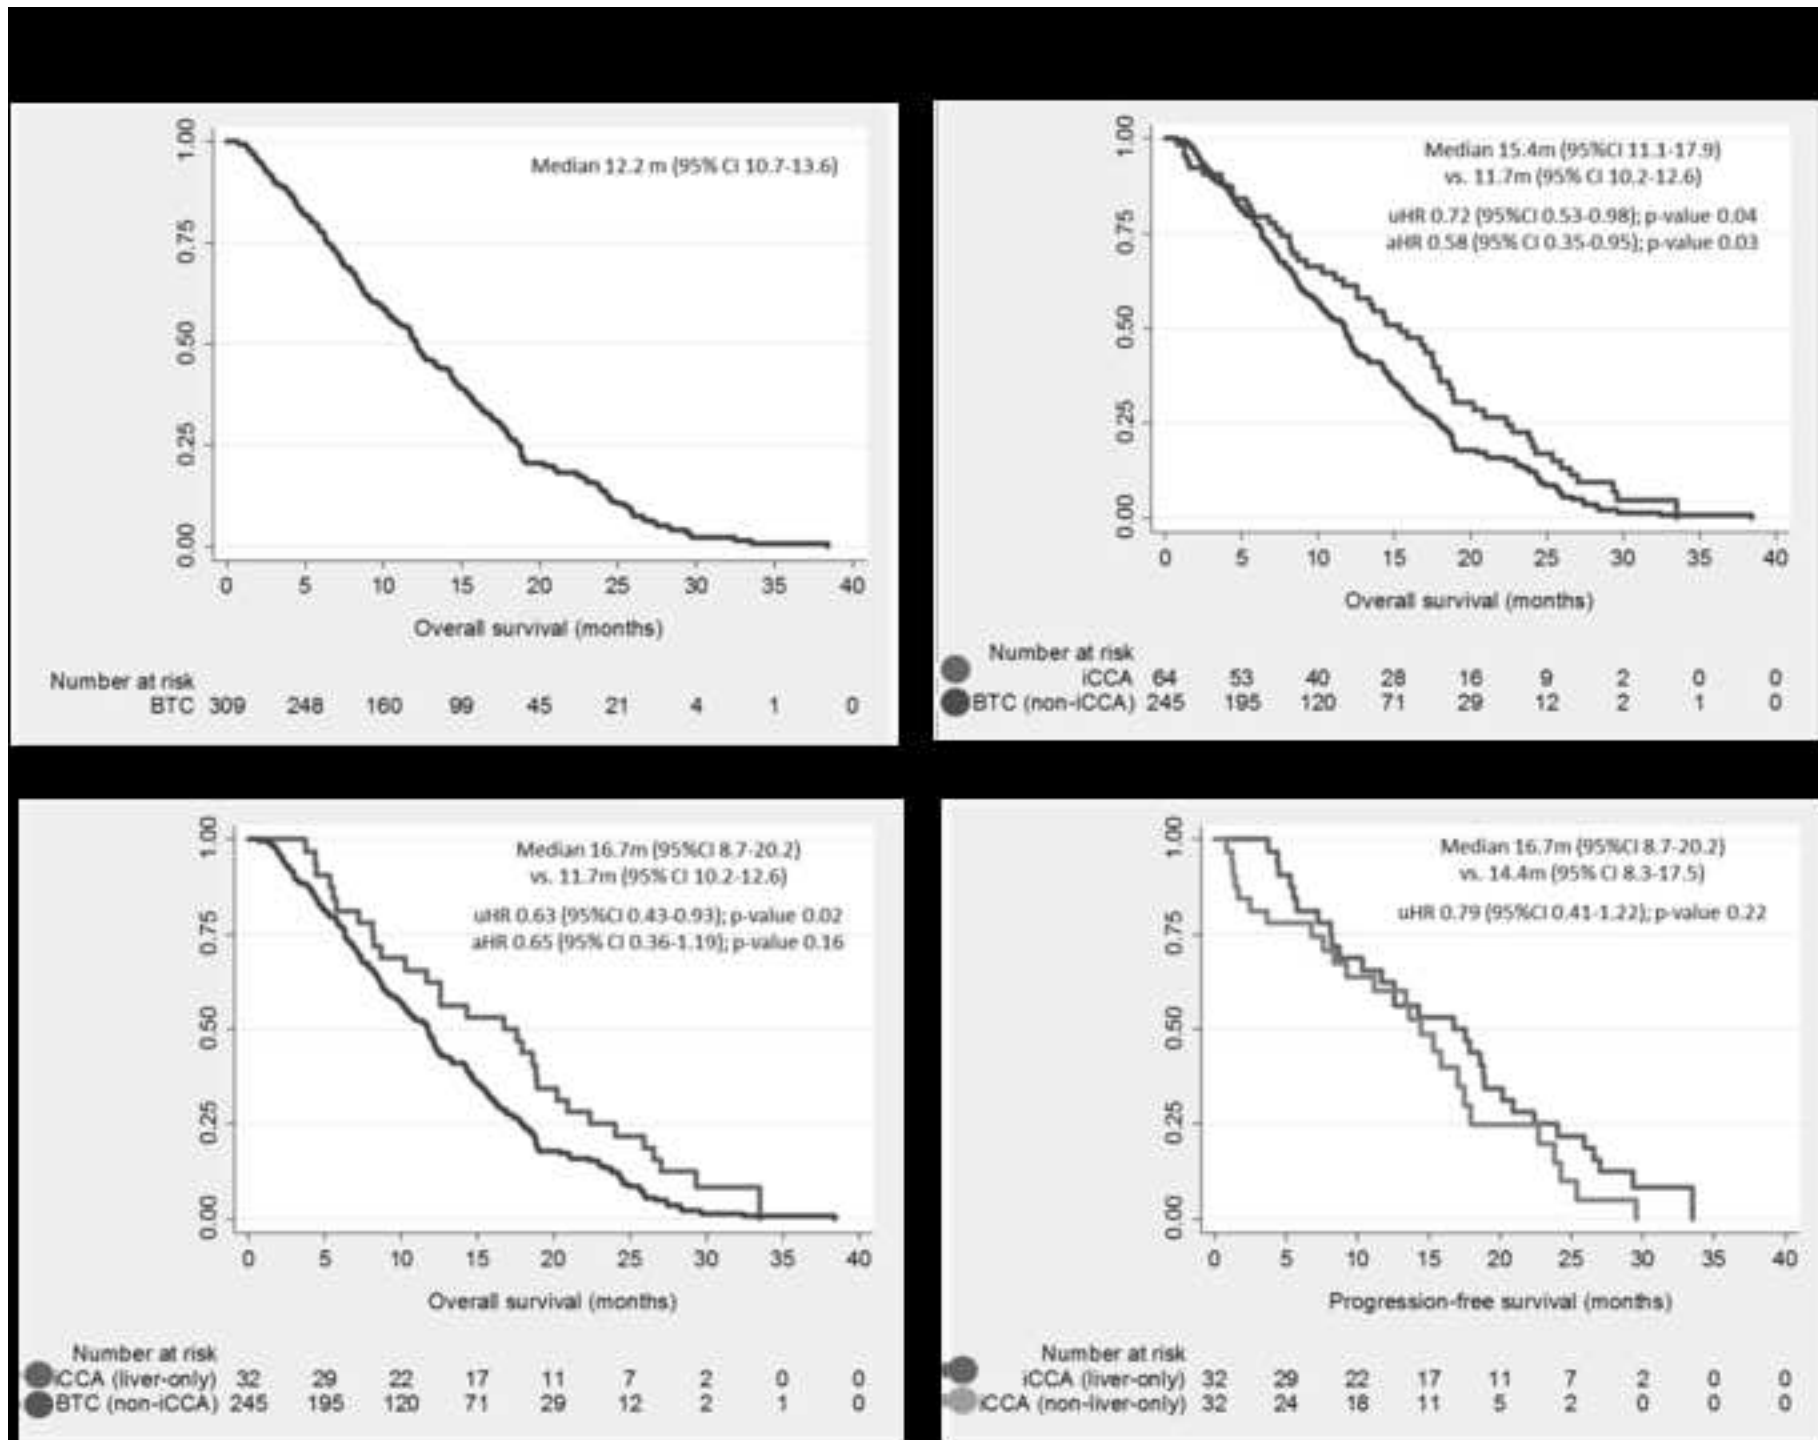 Median 12.2 m (95% CI 10.7-13.6)
1.00
0.75
0.50
0.25
0.00
0 5 10 15 20 25 30 35 40
Overall survival (months)
Number at risk
BTC 309 248 160 99 45 21 4 1 0
Median 15.4m (95%CI 11.1-17.9)
vs. 11.7m (95% CI 10.2-12.6)
uHR 0.72 (95%CI 0.53-0.98); p-value 0.04
aHR 0.58 (95% CI 0.35-0.95); p-value 0.03
1.00
0.75
0.50
0.25
0.00
0 5 10 15 20 25 30 35 40
Overall survival (months)
Number at risk
iCCA 64 53 40 28 16 9 2 0 0
BTC (non-iCCA) 245 195 120 71 29 12 2 1 0
Median 16.7m (95%CI 8.7-20.2)
vs. 11.7m (95% CI 10.2-12.6)
uHR 0.63 (95%CI 0.43-0.93); p-value 0.02
aHR 0.65 (95% CI 0.36-1.19); p-value 0.16
1.00
0.75
0.50
0.25
0.00
0 5 10 15 20 25 30 35 40
Overall survival (months)
Number at risk
iCCA (liver-only) 32 29 22 17 11 7 2 0 0
BTC (non-iCCA) 245 195 120 71 29 12 2 1 0
Median 16.7m (95%CI 8.7-20.2)
vs. 14.4m (95% CI 8.3-17.5)
uHR 0.79 (95%CI 0.41-1.22); p-value 0.22
1.00
0.75
0.50
0.25
0.00
0 5 10 15 20 25 30 35 40
Progression-free survival (months)
Number at risk
iCCA (liver-only) 32 29 22 17 11 7 2 0 0
iCCA (non-liver-only) 32 24 18 11 5 2 0 0 0